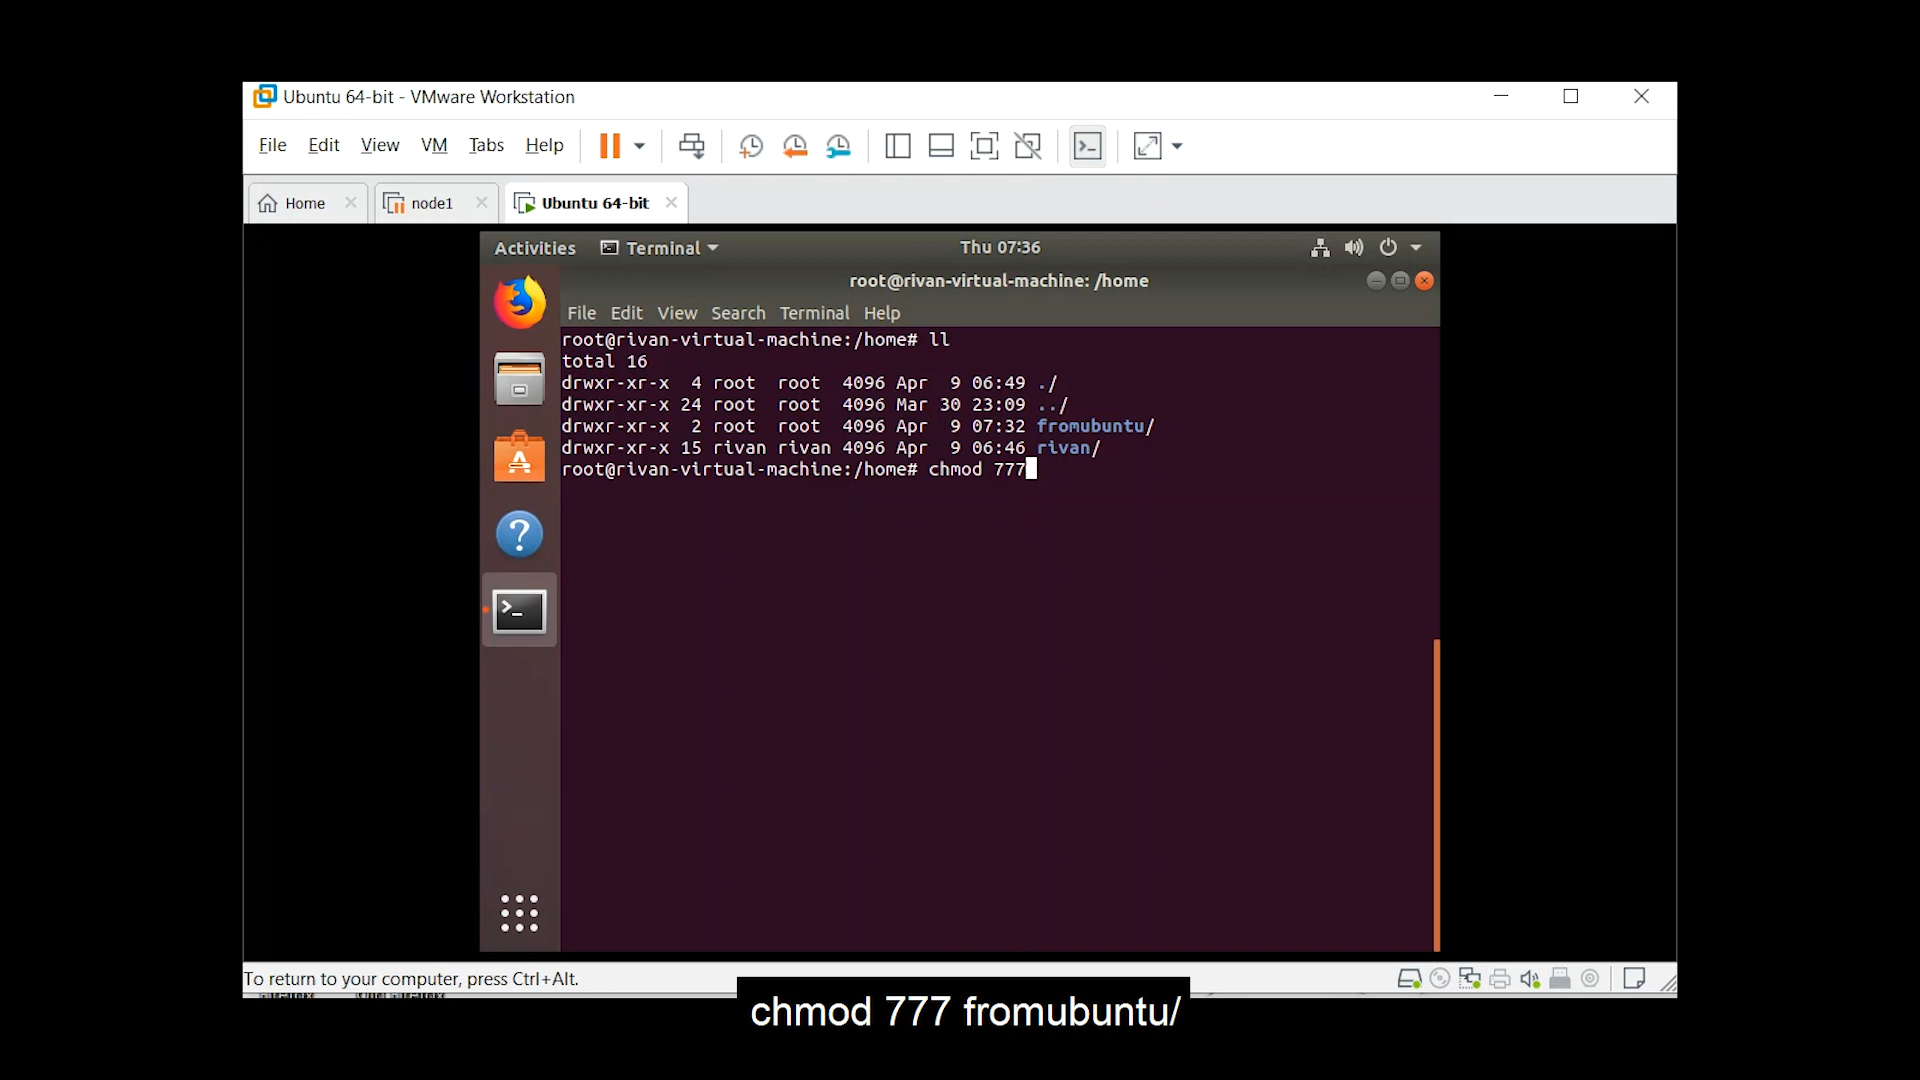 Ubuntu 64-bit - VMware Workstation
File Edit View VM Tabs Help
Home node1 Ubuntu 64-bit
Activities Terminal Thu 07:36
root@rivan-virtual-machine: /home
File Edit View Search Terminal Help
root@rivan-virtual-machine:/home# ll
total 16
drwxr-xr-x  4 root  root  4096 Apr  9 06:49 ./
drwxr-xr-x 24 root  root  4096 Mar 30 23:09 ../
drwxr-xr-x  2 root  root  4096 Apr  9 07:32 fromubuntu/
drwxr-xr-x 15 rivan rivan 4096 Apr  9 06:46 rivan/
root@rivan-virtual-machine:/home# chmod 777
To return to your computer, press Ctrl+Alt.
chmod 777 fromubuntu/